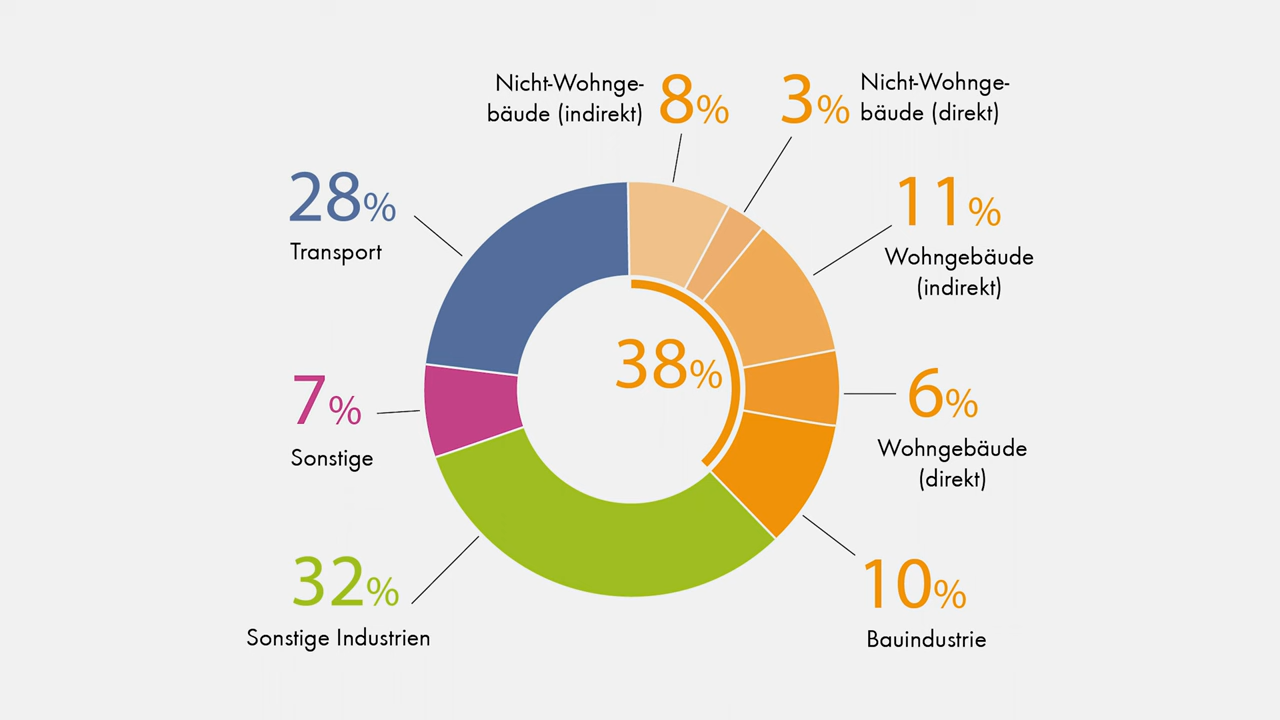 Nicht-Wohnge-
bäude (indirekt)
8%
3%
Nicht-Wohnge-
bäude (direkt)
28%
Transport
11%
Wohngebäude
(indirekt)
38%
7%
Sonstige
6%
Wohngebäude
(direkt)
32%
Sonstige Industrien
10%
Bauindustrie